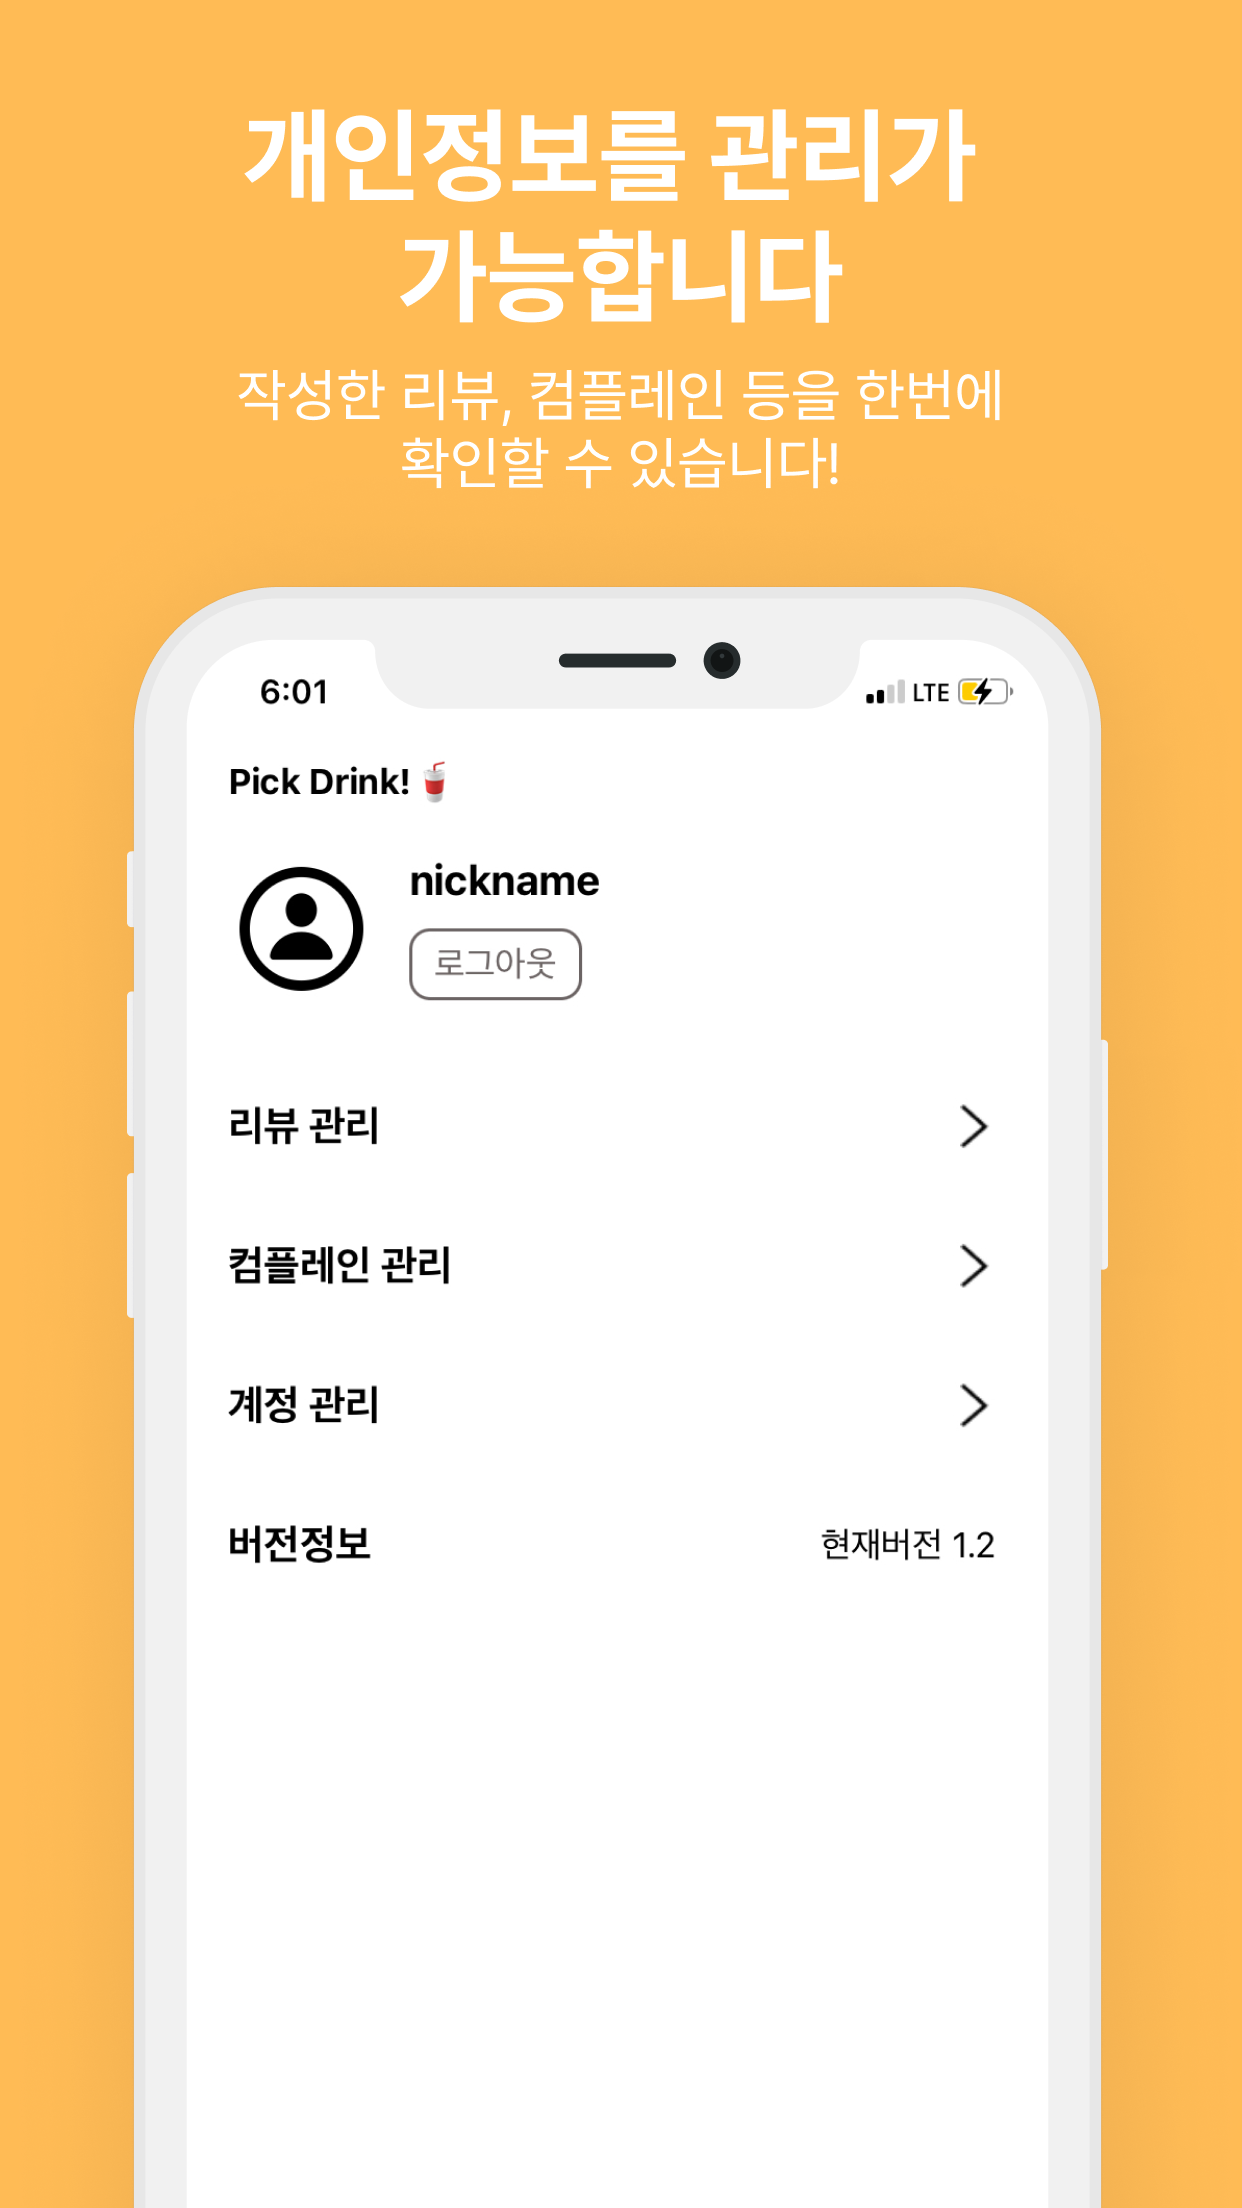 개인정보를 관리가
가능합니다
작성한 리뷰, 컴플레인 등을 한번에
확인할 수 있습니다!
6:01 LTE
Pick Drink! 🥤
nickname
로그아웃
리뷰 관리
컴플레인 관리
계정 관리
버전정보 현재버전 1.2